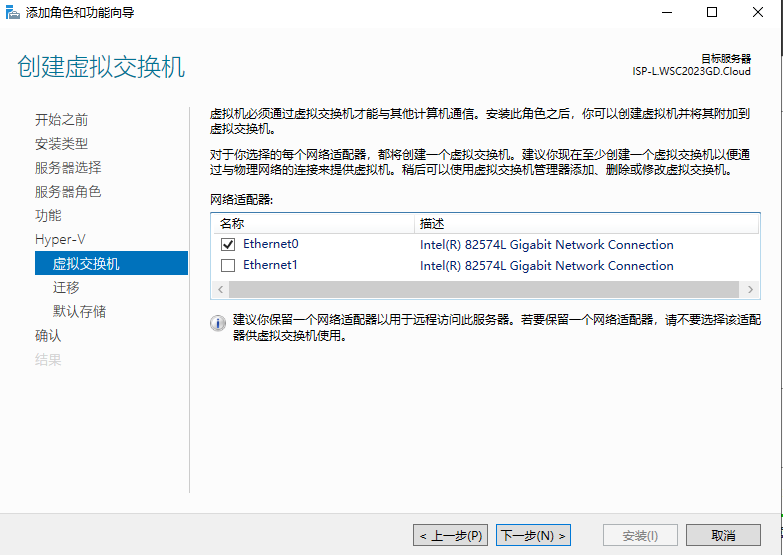 添加角色和功能向导
创建虚拟交换机
目标服务器
ISP-L.WSC2023GD.Cloud
开始之前
安装类型
服务器选择
服务器角色
功能
Hyper-V
虚拟交换机
迁移
默认存储
确认
结果
虚拟机必须通过虚拟交换机才能与其他计算机通信。安装此角色之后，你可以创建虚拟机并将其附加到
虚拟交换机。
对于你选择的每个网络适配器，都将创建一个虚拟交换机。建议你现在至少创建一个虚拟交换机以便通
过与物理网络的连接来提供虚拟机。稍后可以使用虚拟交换机管理器添加、删除或修改虚拟交换机。
网络适配器:
名称 描述
Ethernet0 Intel(R) 82574L Gigabit Network Connection
Ethernet1 Intel(R) 82574L Gigabit Network Connection
建议你保留一个网络适配器以用于远程访问此服务器。若要保留一个网络适配器，请不要选择该适配
器供虚拟交换机使用。
< 上一步(P) 下一步(N) > 安装(I) 取消